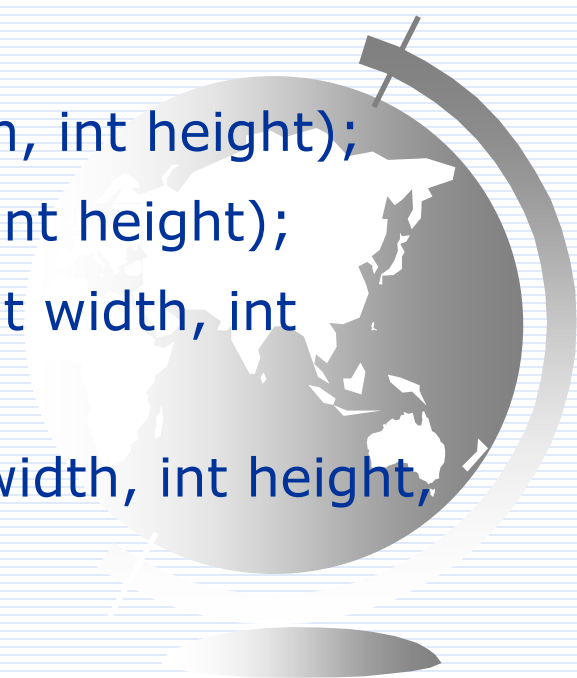 h, int height);
nt height);
t width, int
width, int height,